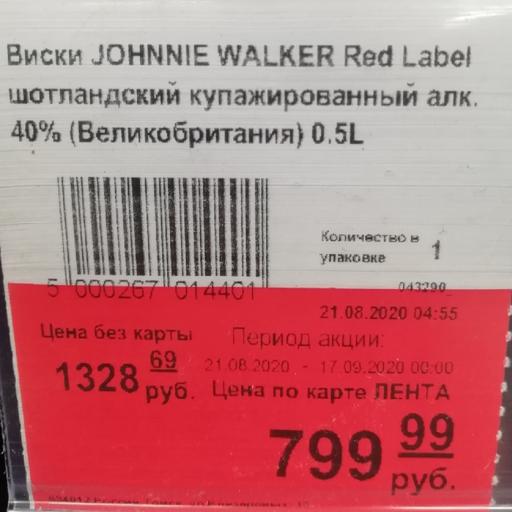 Виски JOHNNIE WALKER Red Label
шотландский купажированный алк.
40% (Великобритания) 0.5L
Количество в упаковке 1
5 000267 014401
043290
21.08.2020 04:55
Цена без карты
1328 69 руб.
Период акции:
21.08.2020 - 17.09.2020 00:00
Цена по карте ЛЕНТА
799 99 руб.